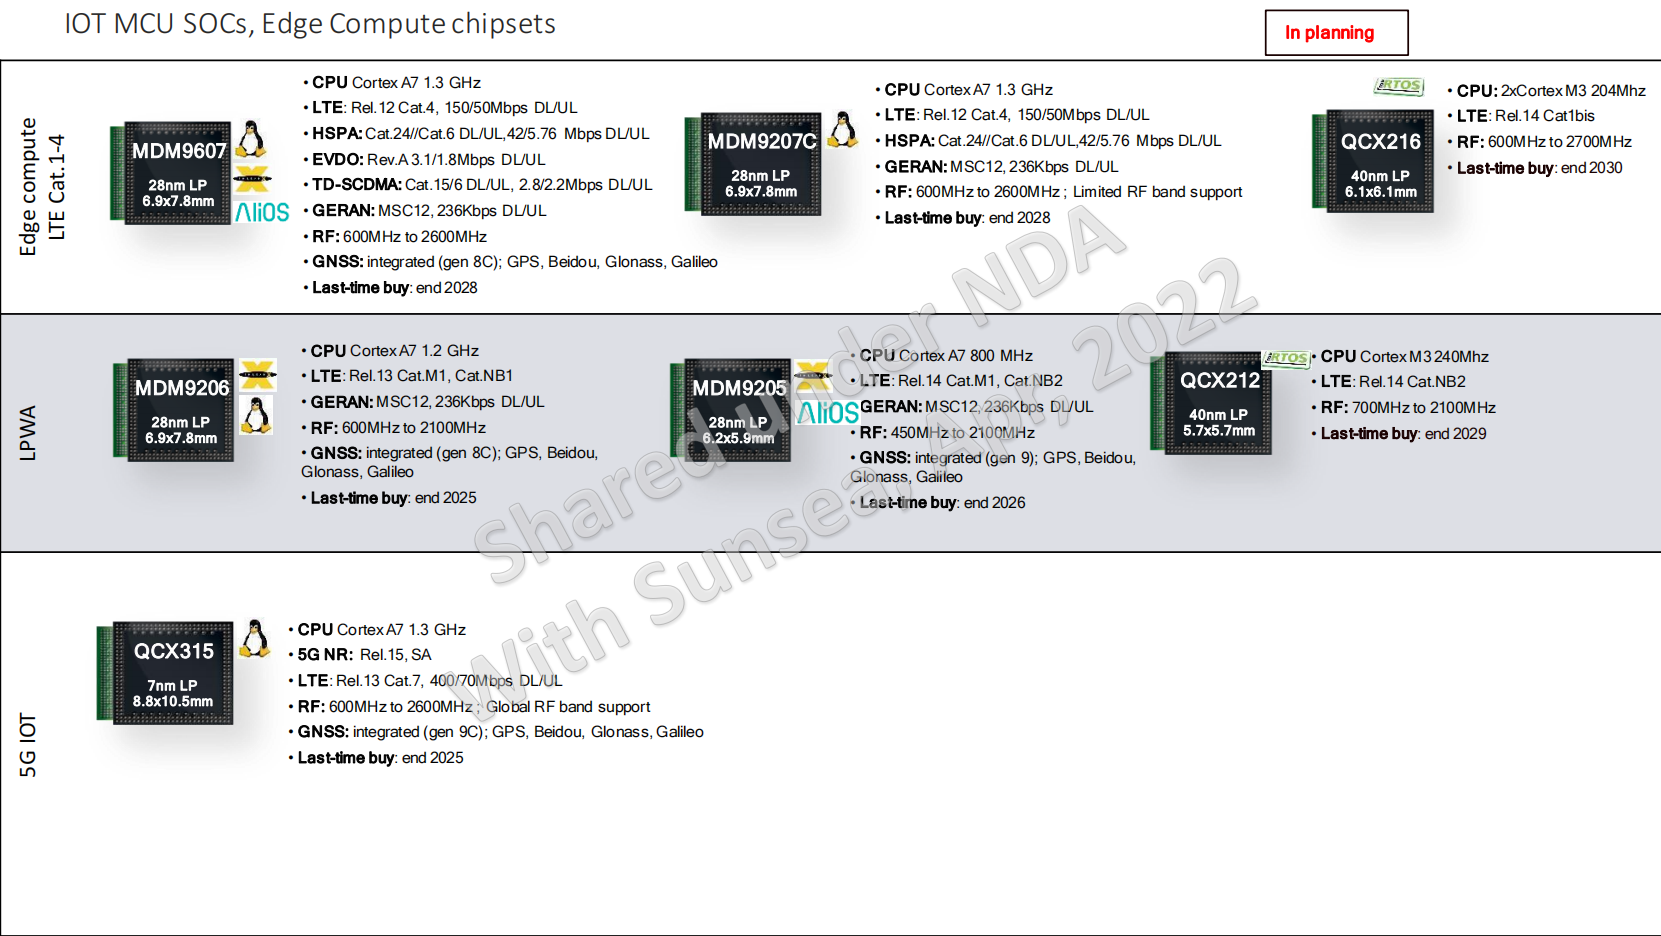 IOT MCU SOCs, Edge Compute chipsets
In planning
Edge compute
LTE Cat.1-4
MDM9607
28nm LP
6.9x7.8mm
AliOS
• CPU Cortex A7 1.3 GHz
• LTE: Rel.12 Cat.4, 150/50Mbps DL/UL
• HSPA: Cat.24//Cat.6 DL/UL,42/5.76 Mbps DL/UL
• EVDO: Rev.A 3.1/1.8Mbps DL/UL
• TD-SCDMA: Cat.15/6 DL/UL, 2.8/2.2Mbps DL/UL
• GERAN: MSC12, 236Kbps DL/UL
• RF: 600MHz to 2600MHz
• GNSS: integrated (gen 8C); GPS, Beidou, Glonass, Galileo
• Last-time buy: end 2028
MDM9207C
28nm LP
6.9x7.8mm
• CPU Cortex A7 1.3 GHz
• LTE: Rel.12 Cat.4, 150/50Mbps DL/UL
• HSPA: Cat.24//Cat.6 DL/UL,42/5.76 Mbps DL/UL
• GERAN: MSC12, 236Kbps DL/UL
• RF: 600MHz to 2600MHz ; Limited RF band support
• Last-time buy: end 2028
RTOS
QCX216
40nm LP
6.1x6.1mm
• CPU: 2xCortex M3 204Mhz
• LTE: Rel.14 Cat1bis
• RF: 600MHz to 2700MHz
• Last-time buy: end 2030
LPWA
MDM9206
28nm LP
6.9x7.8mm
• CPU Cortex A7 1.2 GHz
• LTE: Rel.13 Cat.M1, Cat.NB1
• GERAN: MSC12, 236Kbps DL/UL
• RF: 600MHz to 2100MHz
• GNSS: integrated (gen 8C); GPS, Beidou,
Glonass, Galileo
• Last-time buy: end 2025
MDM9205
28nm LP
6.2x5.9mm
AliOS
• CPU Cortex A7 800 MHz
• LTE: Rel.14 Cat.M1, Cat.NB2
GERAN: MSC12, 236Kbps DL/UL
• RF: 450MHz to 2100MHz
• GNSS: integrated (gen 9); GPS, Beidou,
Glonass, Galileo
• Last-time buy: end 2026
QCX212
40nm LP
5.7x5.7mm
RTOS
• CPU Cortex M3 240Mhz
• LTE: Rel.14 Cat.NB2
• RF: 700MHz to 2100MHz
• Last-time buy: end 2029
5G IOT
QCX315
7nm LP
8.8x10.5mm
• CPU Cortex A7 1.3 GHz
• 5G NR: Rel.15, SA
• LTE: Rel.13 Cat.7, 400/70Mbps DL/UL
• RF: 600MHz to 2600MHz ; Global RF band support
• GNSS: integrated (gen 9C); GPS, Beidou, Glonass, Galileo
• Last-time buy: end 2025
Shared under NDA
With Sunsea, Apr, 2022